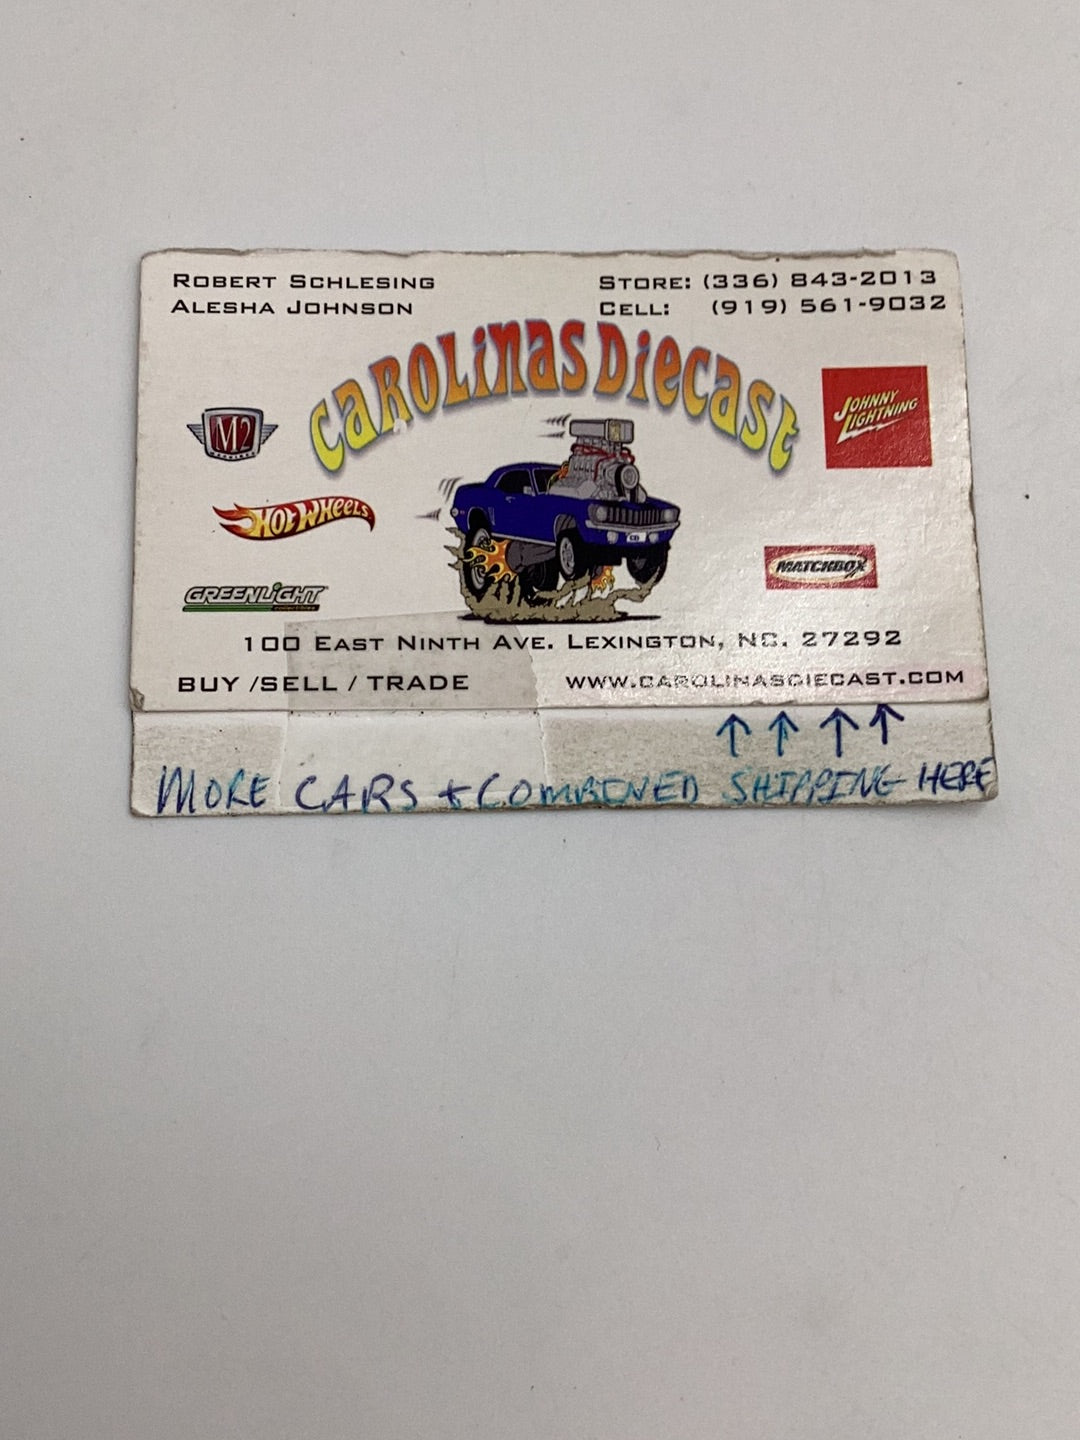 ROBERT SCHLESING
ALESHA JOHNSON
STORE: (336) 843-2013
CELL: (919) 561-9032
CAROLINAS DIECAST
M2
MACHINES
JOHNNY
LIGHTNING
HOT WHEELS
MATCHBOX
GREENLIGHT
collectibles
100 EAST NINTH AVE. LEXINGTON, NC. 27292
BUY /SELL / TRADE
WWW.CAROLINASDIECAST.COM
MORE CARS + COMBINED SHIPPING HERE